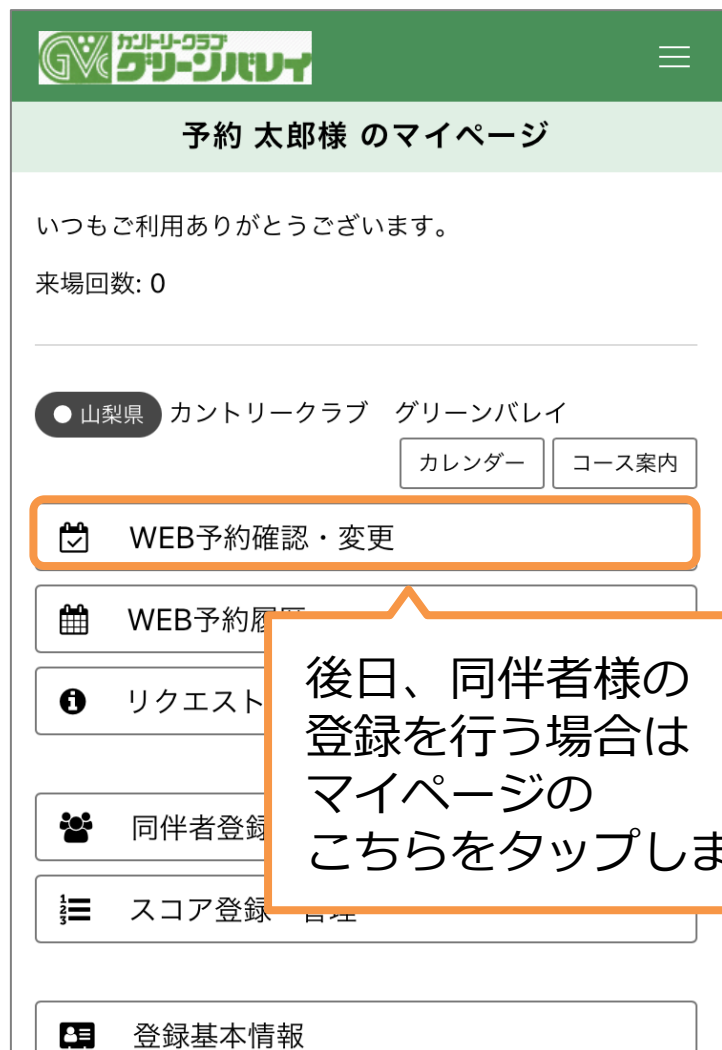 カントリークラブ
グリーンバレイ
予約 太郎様 のマイページ
いつもご利用ありがとうございます。
来場回数: 0
山梨県 カントリークラブ　グリーンバレイ
カレンダー コース案内
WEB予約確認・変更
WEB予約履
リクエスト
後日、同伴者様の
登録を行う場合は
マイページの
こちらをタップしま
同伴者登録
スコア登録
登録基本情報